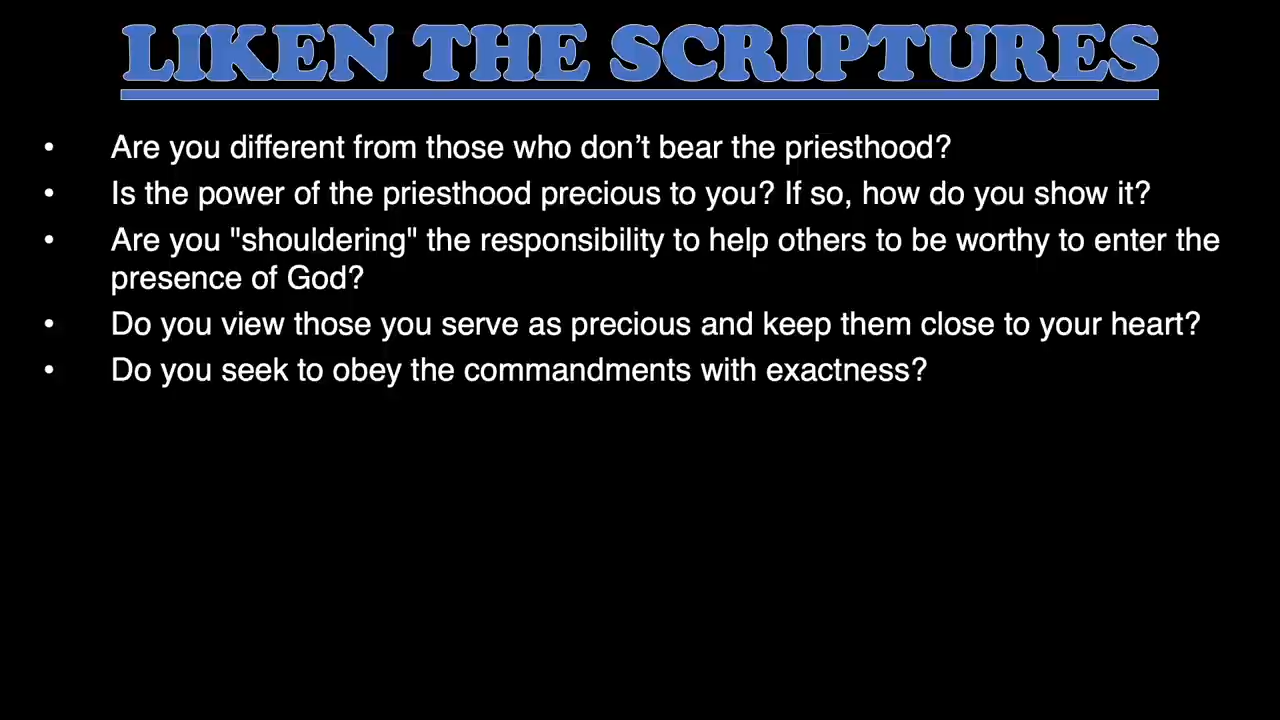 LIKEN THE SCRIPTURES
• Are you different from those who don’t bear the priesthood?
• Is the power of the priesthood precious to you? If so, how do you show it?
• Are you "shouldering" the responsibility to help others to be worthy to enter the
presence of God?
• Do you view those you serve as precious and keep them close to your heart?
• Do you seek to obey the commandments with exactness?